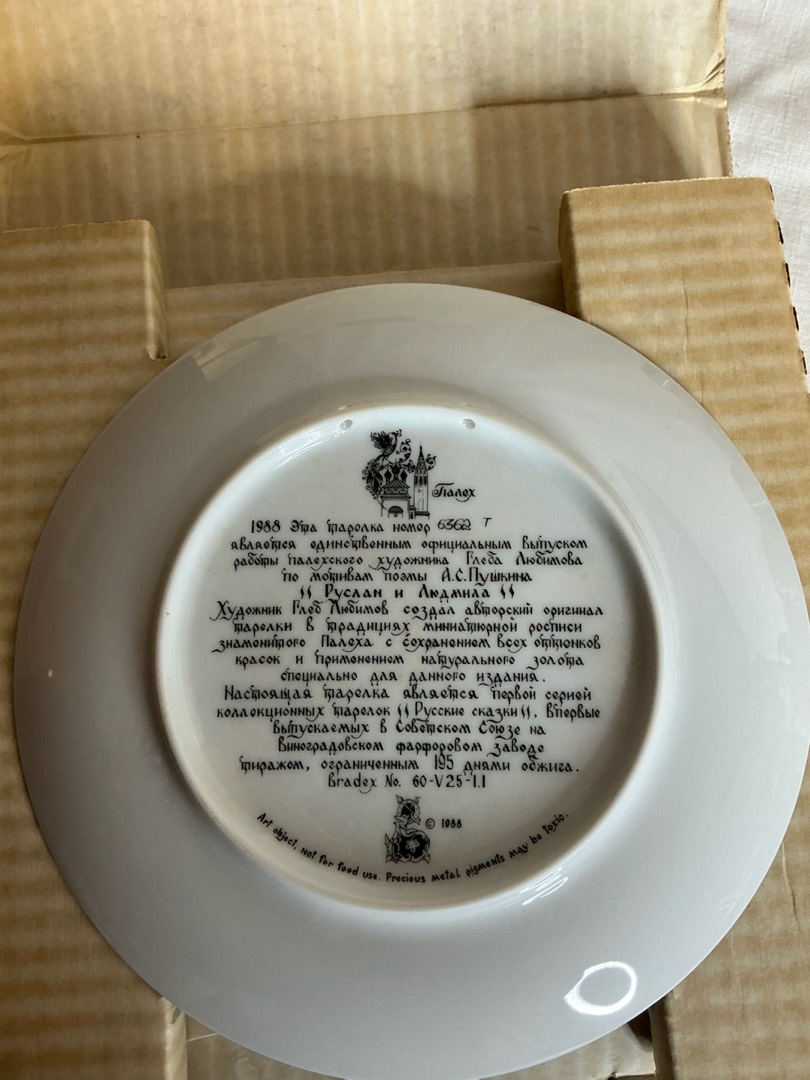 Палех
1988 Эта тарелка номер 6362 T
является единственным официальным выпуском
работы палехского художника Глеба Любимова
по мотивам поэмы А.С.Пушкина
"Руслан и Людмила"
Художник Глеб Любимов создал авторский оригинал
тарелки в традициях миниатюрной росписи
знаменитого Палеха с сохранением всех оттенков
красок и применением натурального золота
специально для данного издания.
Настоящая тарелка является первой серией
коллекционных тарелок "Русские сказки", впервые
выпускаемых в Советском Союзе на
Виноградовском фарфоровом заводе
тиражом, ограниченным 195 днями обжига.
Bradex No. 60-V25-1.1
© 1988
Art object, not for food use. Precious metal pigments may be toxic.